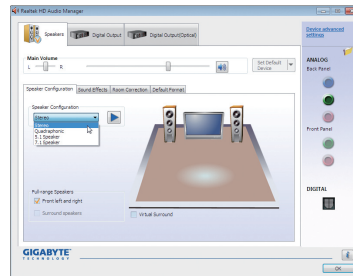 Realtek HD Audio Manager
Speakers
Digital Output
Digital Output(Optical)
Device advanced
settings
Main Volume
L
R
Set Default
Device
ANALOG
Back Panel
Speaker Configuration
Sound Effects
Room Correction
Default Format
Speaker Configuration
Stereo
Stereo
Quadraphonic
5.1 Speaker
7.1 Speaker
Front Panel
Full-range Speakers
Front left and right
Surround speakers
Virtual Surround
DIGITAL
GIGABYTE
TECHNOLOGY
OK